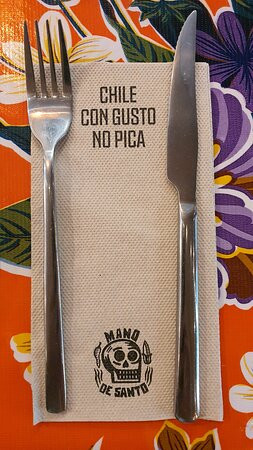 CHILE
CON GUSTO
NO PICA
MANO
DE SANTO